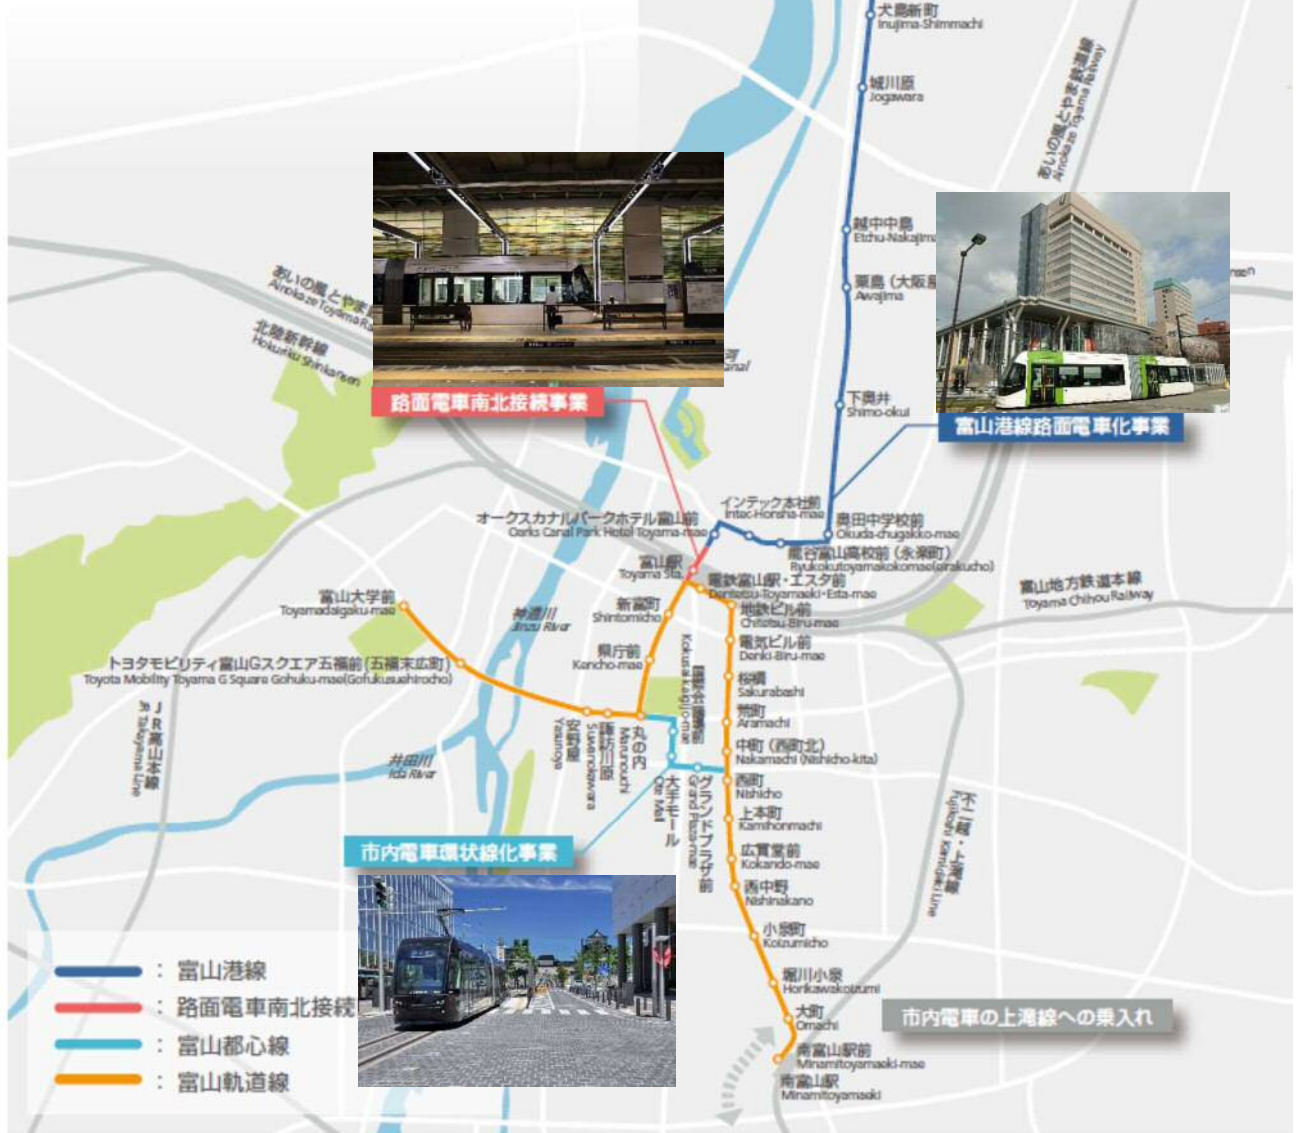 犬島新町
Inujima-Shimmachi
城川原
Jogawara
あいの風とやま鉄道線
Ainokaze Toyama Railway
越中中島
Etchu-Nakajima
粟島（大阪屋
Awajima
あいの風とやま
Ainokaze Toyama Ra
北陸新幹線
Hokuriku Shinkansen
nsen
河
anal
下奥井
Shimo-okui
路面電車南北接続事業
富山港線路面電車化事業
インテック本社前
Intec-Honsha-mae
オークスカナルパークホテル富山前
Oarks Canal Park Hotel Toyama-mae
奥田中学校前
Okuda-chugakko-mae
龍谷富山高校前（永楽町）
Ryukokutoyamakokomae(eirakucho)
富山駅
Toyama Sta.
電鉄富山駅・エスタ前
Dentetsu-Toyamaeki・Esta-mae
富山地方鉄道本線
Toyama Chihou Railway
富山大学前
Toyamadaigaku-mae
神通川
Jinzu River
新富町
Shintomicho
地鉄ビル前
Chitetsu-Biru-mae
県庁前
Kencho-mae
電気ビル前
Denki-Biru-mae
トヨタモビリティ富山Gスクエア五福前(五福末広町)
Toyota Mobility Toyama G Square Gohuku-mae(Gofukusuehirocho)
国際会議場前
Kokusaikaigijo-mae
桜橋
Sakurabashi
荒町
Aramachi
JR高山本線
JR Takayama Line
安野屋
Yasunoya
諏訪川原
Suwanokawara
丸の内
Marunouchi
中町（西町北）
Nakamachi (Nishicho-kita)
井田川
Ida River
大手モール
Ote Mall
グランドプラザ前
Grand Plaza-mae
西町
Nishicho
上本町
Kamihonmachi
不二越・上滝線
Fujikoshi Kamidaki Line
市内電車環状線化事業
広貫堂前
Kokando-mae
西中野
Nishinakano
小泉町
Koizumicho
堀川小泉
Horikawakoizumi
大町
Omachi
市内電車の上滝線への乗入れ
南富山駅前
Minamitoyamaeki-mae
南富山駅
Minamitoyamaeki
：富山港線
：路面電車南北接続
：富山都心線
：富山軌道線